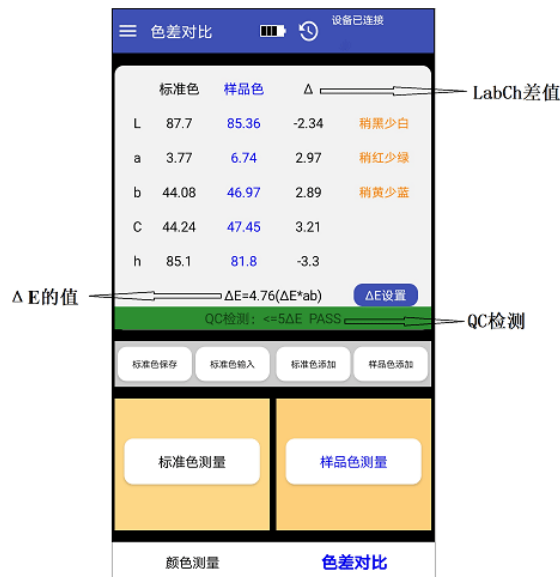 色差对比
设备已连接
标准色 样品色 Δ
LabCh差值
L 87.7 85.36 -2.34 稍黑少白
a 3.77 6.74 2.97 稍红少绿
b 44.08 46.97 2.89 稍黄少蓝
C 44.24 47.45 3.21
h 85.1 81.8 -3.3
ΔE的值
ΔE=4.76(ΔE*ab) ΔE设置
QC检测：<=5ΔE PASS
QC检测
标准色保存 标准色输入 标准色添加 样品色添加
标准色测量 样品色测量
颜色测量 色差对比